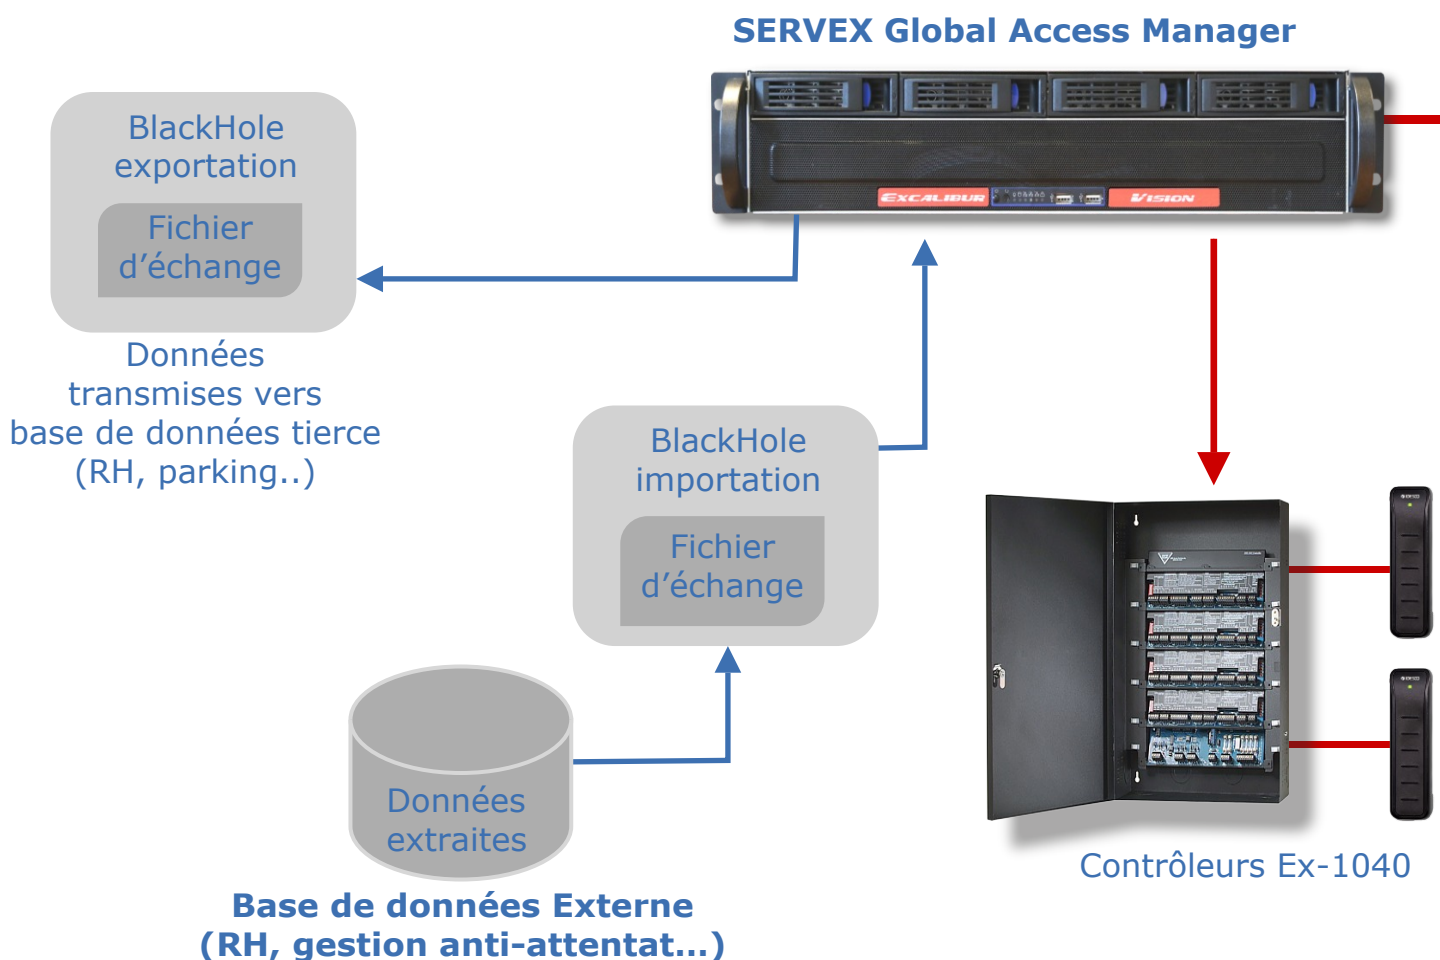 SERVEX Global Access Manager
EXCALIBUR
VISION
BlackHole
exportation
Fichier
d’échange
Données
transmises vers
base de données tierce
(RH, parking..)
BlackHole
importation
Fichier
d’échange
Données
extraites
Base de données Externe
(RH, gestion anti-attentat…)
Contrôleurs Ex-1040